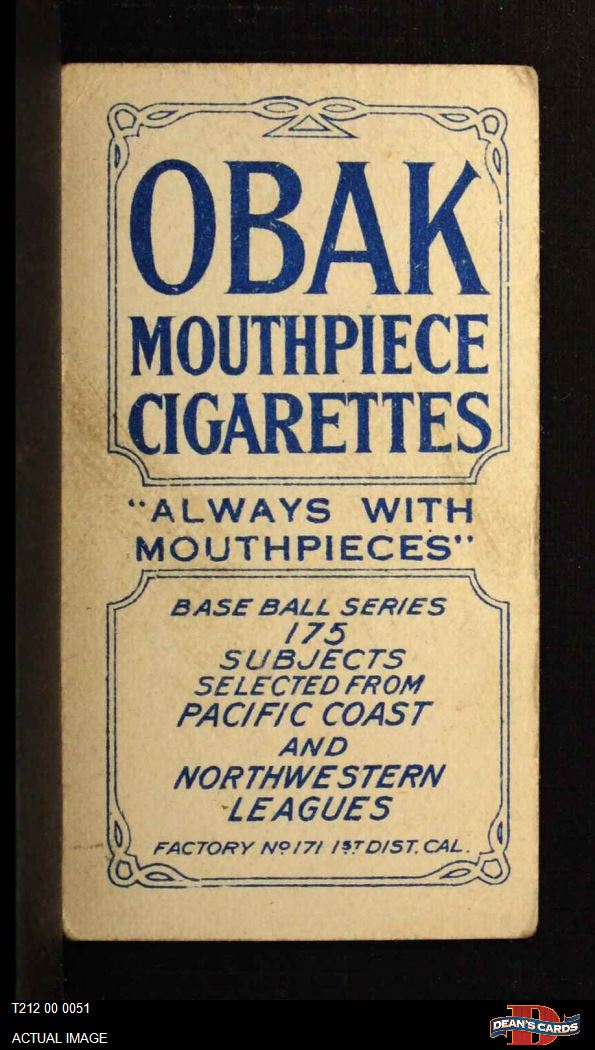 OBAK
MOUTHPIECE
CIGARETTES
"ALWAYS WITH
MOUTHPIECES"
BASE BALL SERIES
175
SUBJECTS
SELECTED FROM
PACIFIC COAST
AND
NORTHWESTERN
LEAGUES
FACTORY Nº 171 1ST DIST. CAL.
T212 00 0051
ACTUAL IMAGE
D
DEAN'S CARDS